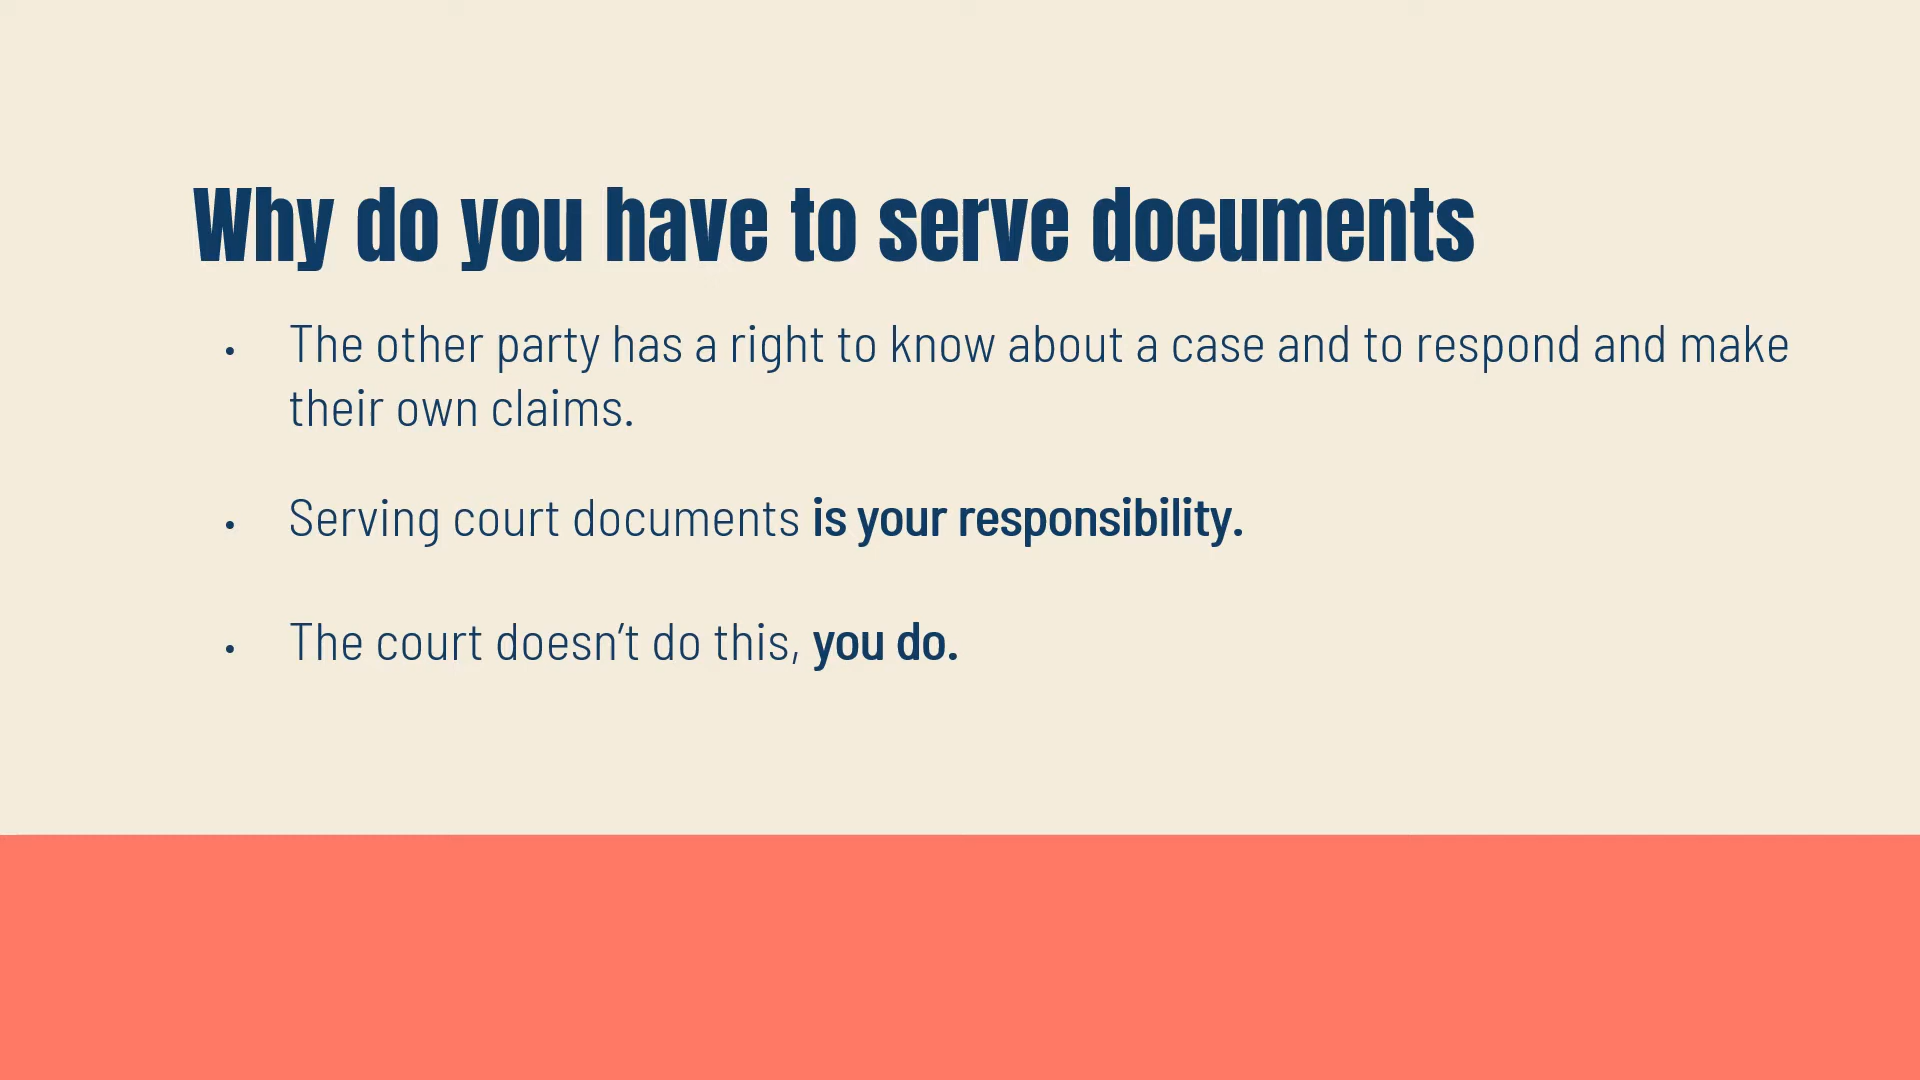 Why do you have to serve documents
• The other party has a right to know about a case and to respond and make
their own claims.
• Serving court documents is your responsibility.
• The court doesn’t do this, you do.